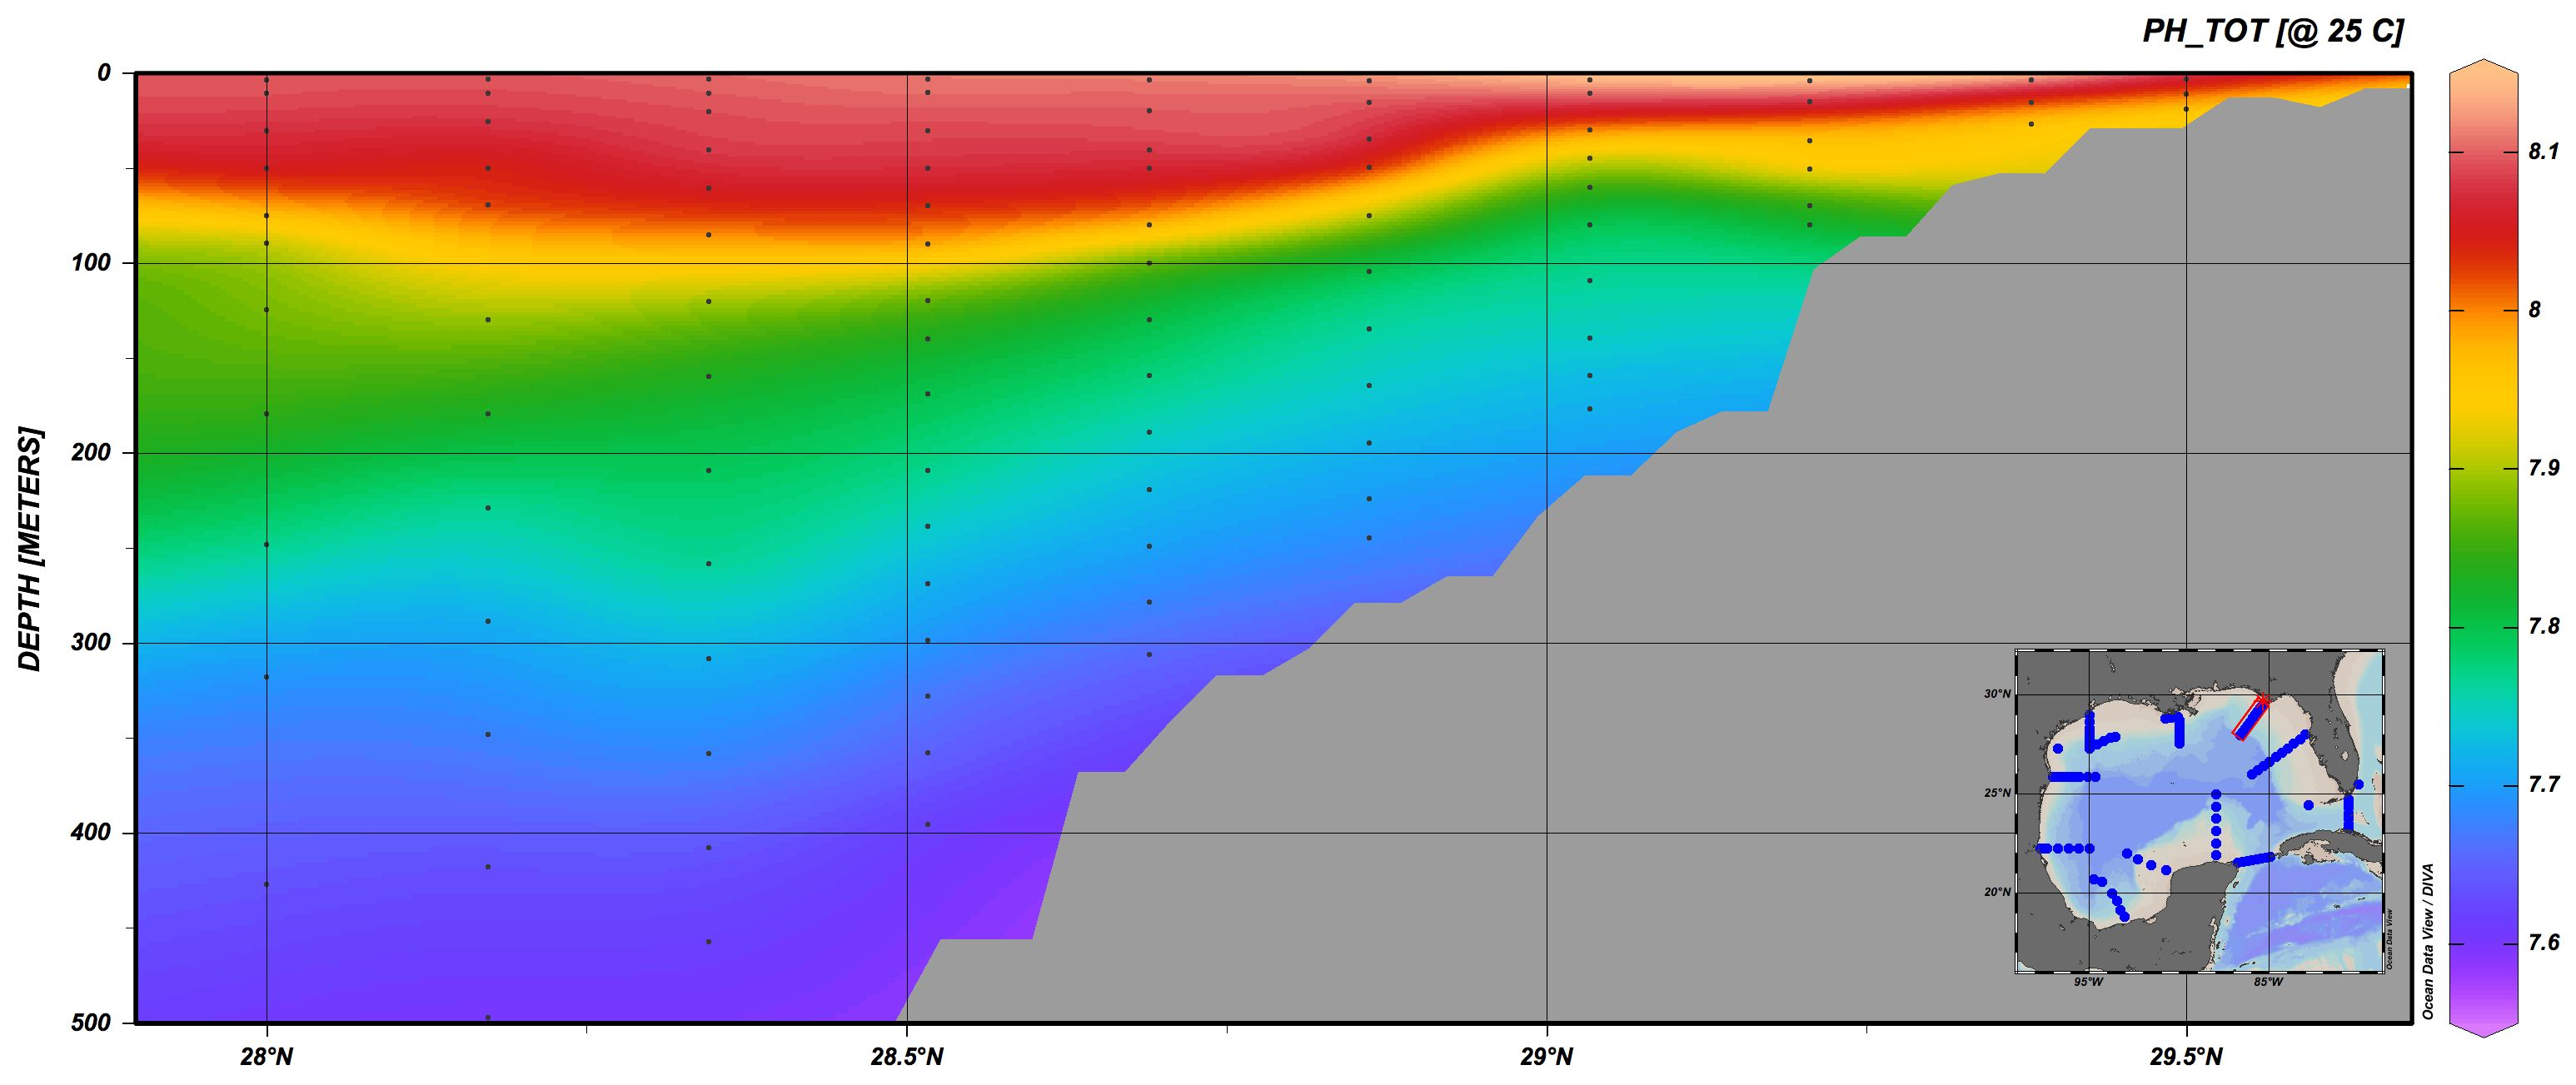 PH_TOT [@ 25 C]
0
100
200
300
400
500
DEPTH [METERS]
28°N
28.5°N
29°N
29.5°N
8.1
8
7.9
7.8
7.7
7.6
Ocean Data View / DIVA
30°N
25°N
20°N
95°W
85°W
Ocean Data View